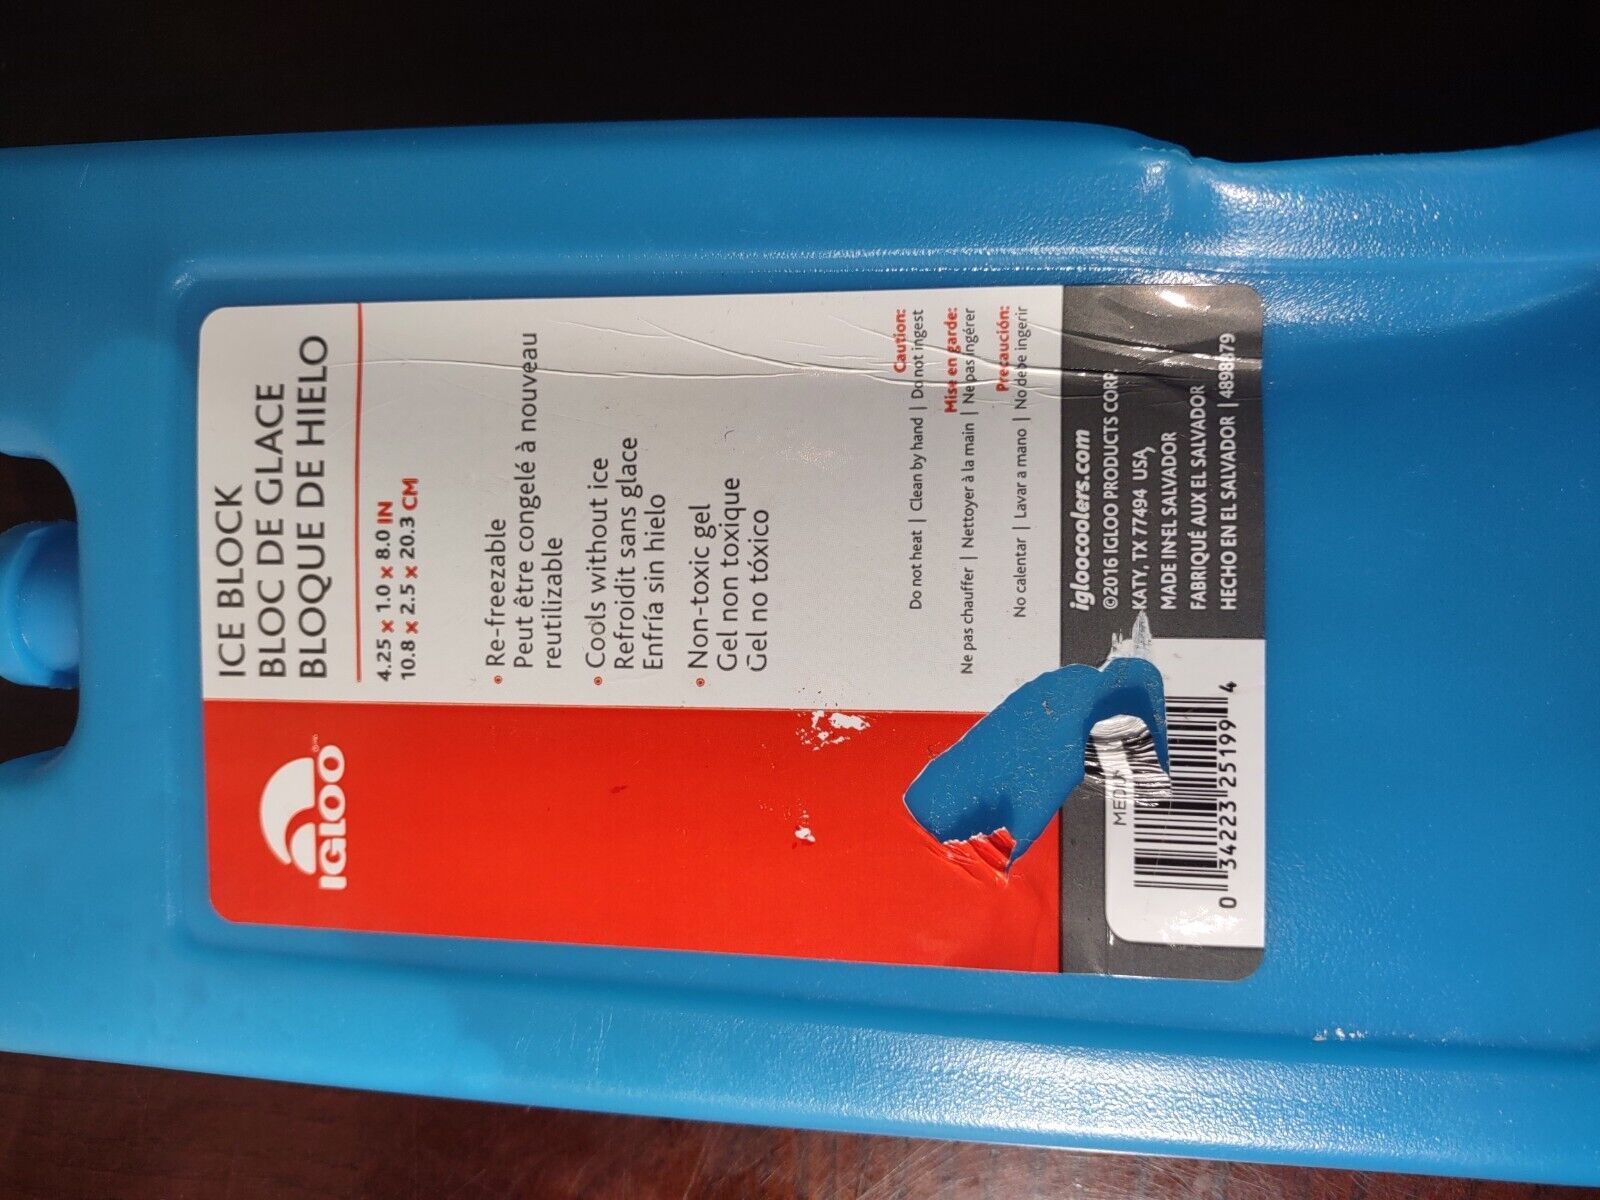 IGLOO
ICE BLOCK
BLOC DE GLACE
BLOQUE DE HIELO
4.25 x 1.0 x 8.0 IN
10.8 x 2.5 x 20.3 CM
• Re-freezable
Peut être congelé à nouveau
reutilizable
• Cools without ice
Refroidit sans glace
Enfría sin hielo
• Non-toxic gel
Gel non toxique
Gel no tóxico
Caution:
Do not heat | Clean by hand | Do not ingest
Mise en garde:
Ne pas chauffer | Nettoyer à la main | Ne pas ingérer
Precaución:
No calentar | Lavar a mano | No debe ingerir
igloocoolers.com
©2016 IGLOO PRODUCTS CORP.
KATY, TX 77494 USA
MADE IN EL SALVADOR
FABRIQUÉ AUX EL SALVADOR
HECHO EN EL SALVADOR | 4898879
0 34223 25199 4